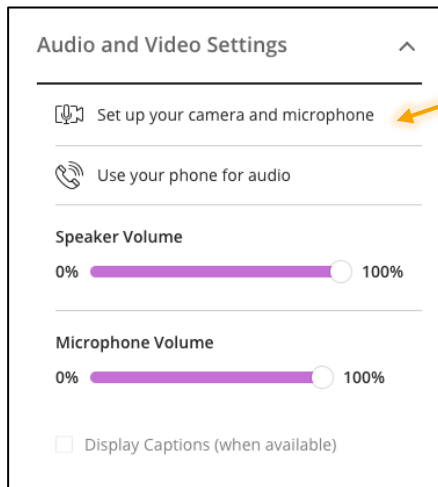 Audio and Video Settings
Set up your camera and microphone
Use your phone for audio
Speaker Volume
0% 100%
Microphone Volume
0% 100%
Display Captions (when available)